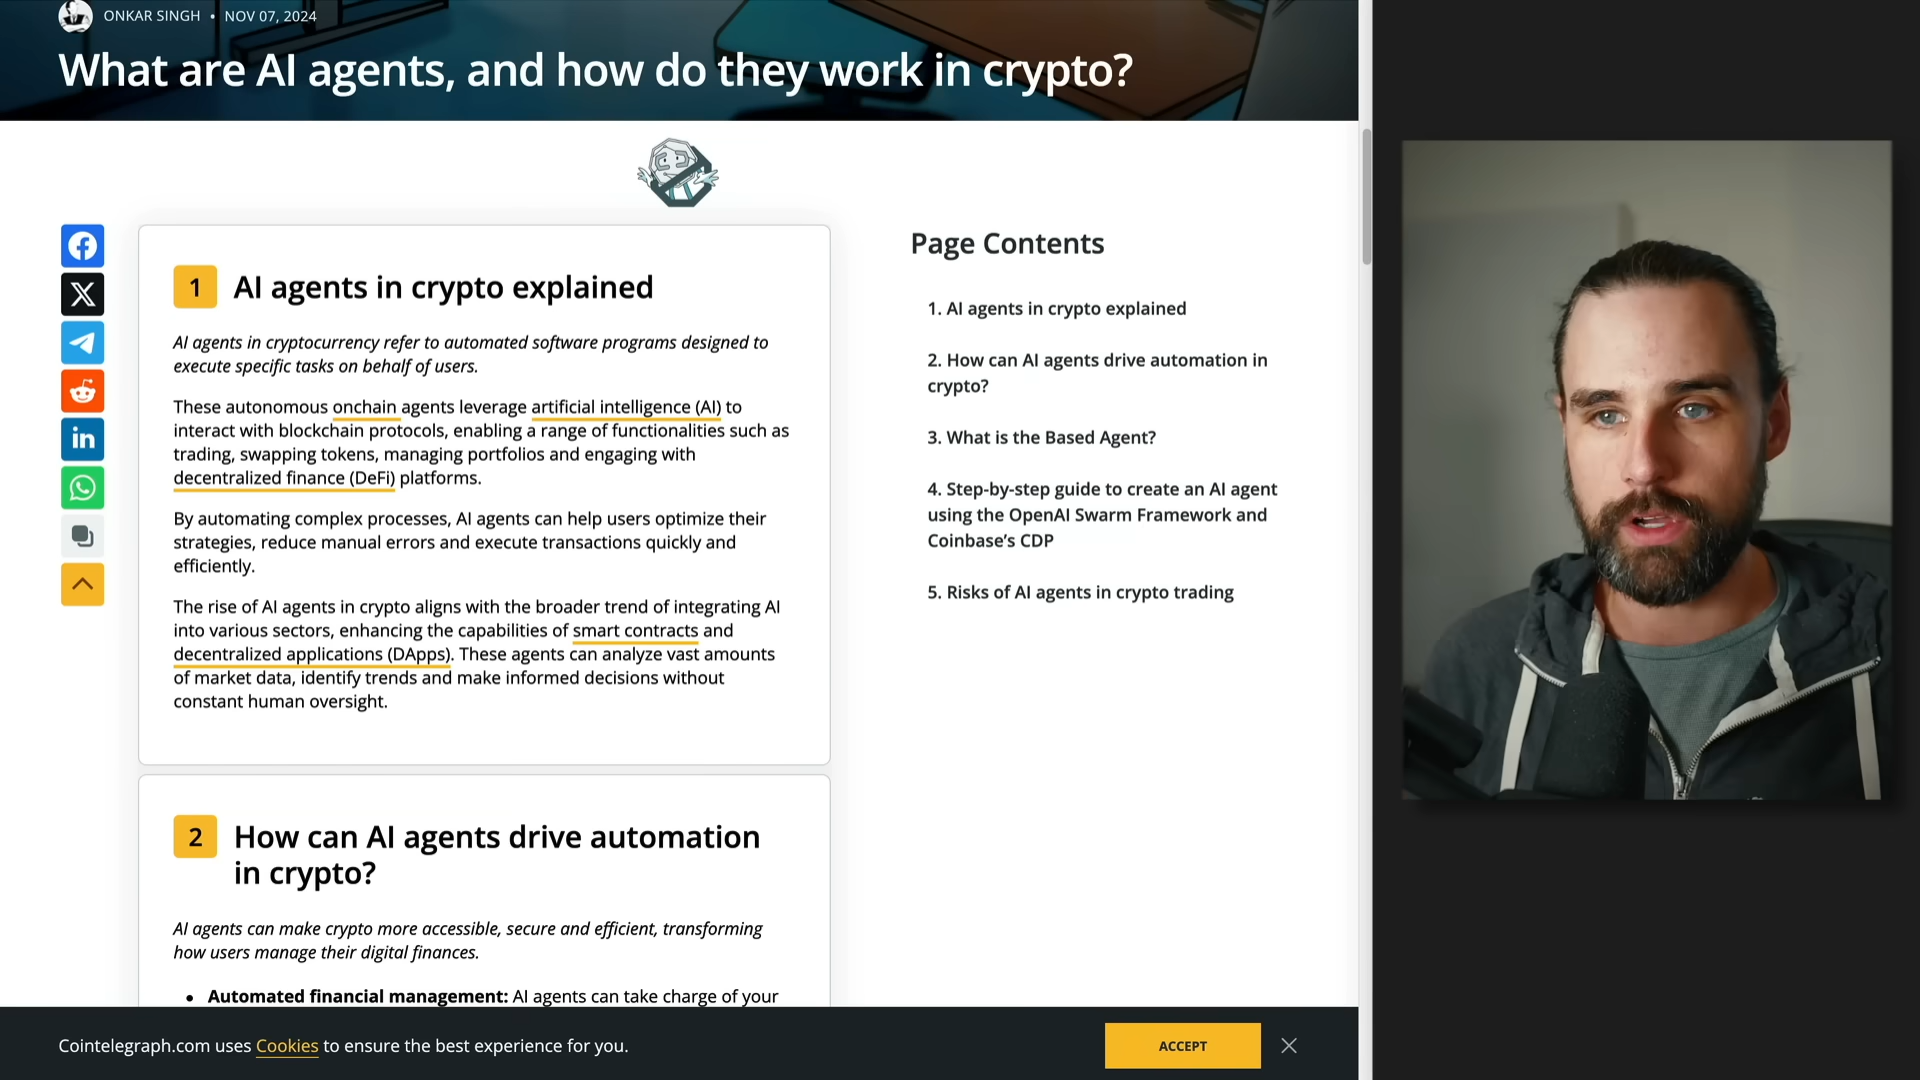 ONKAR SINGH • NOV 07, 2024
What are AI agents, and how do they work in crypto?
1 AI agents in crypto explained
AI agents in cryptocurrency refer to automated software programs designed to
execute specific tasks on behalf of users.
These autonomous onchain agents leverage artificial intelligence (AI) to
interact with blockchain protocols, enabling a range of functionalities such as
trading, swapping tokens, managing portfolios and engaging with
decentralized finance (DeFi) platforms.
By automating complex processes, AI agents can help users optimize their
strategies, reduce manual errors and execute transactions quickly and
efficiently.
The rise of AI agents in crypto aligns with the broader trend of integrating AI
into various sectors, enhancing the capabilities of smart contracts and
decentralized applications (DApps). These agents can analyze vast amounts
of market data, identify trends and make informed decisions without
constant human oversight.
2 How can AI agents drive automation
in crypto?
AI agents can make crypto more accessible, secure and efficient, transforming
how users manage their digital finances.
• Automated financial management: AI agents can take charge of your
Page Contents
1. AI agents in crypto explained
2. How can AI agents drive automation in
crypto?
3. What is the Based Agent?
4. Step-by-step guide to create an AI agent
using the OpenAI Swarm Framework and
Coinbase’s CDP
5. Risks of AI agents in crypto trading
Cointelegraph.com uses Cookies to ensure the best experience for you.
ACCEPT